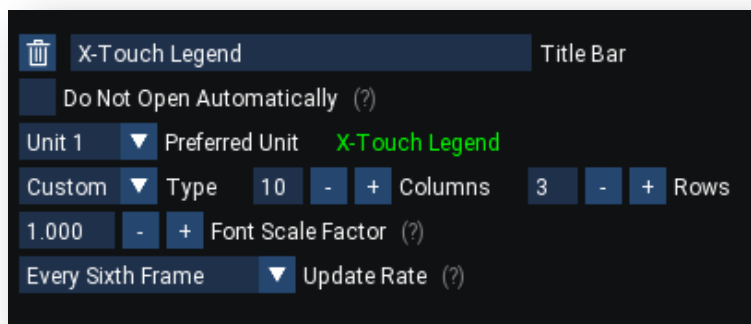 X-Touch Legend Title Bar
Do Not Open Automatically (?)
Unit 1 Preferred Unit X-Touch Legend
Custom Type 10 - + Columns 3 - + Rows
1.000 - + Font Scale Factor (?)
Every Sixth Frame Update Rate (?)